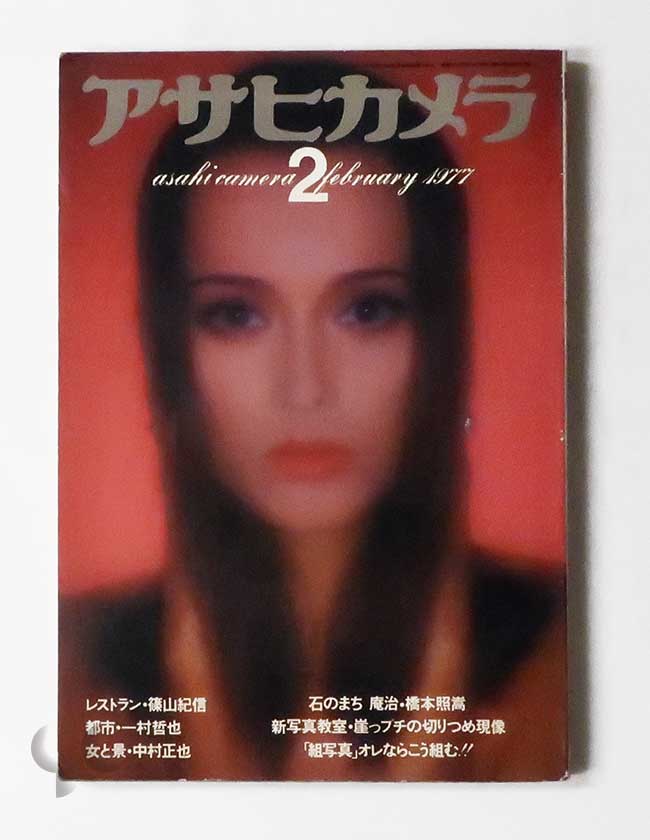 アサヒカメラ
asahi camera 2 february 1977
レストラン・篠山紀信
都市・一村哲也
女と景・中村正也
石のまち 庵治・橋本照嵩
新写真教室・崖っプチの切りつめ現像
「組写真」オレならこう組む!!